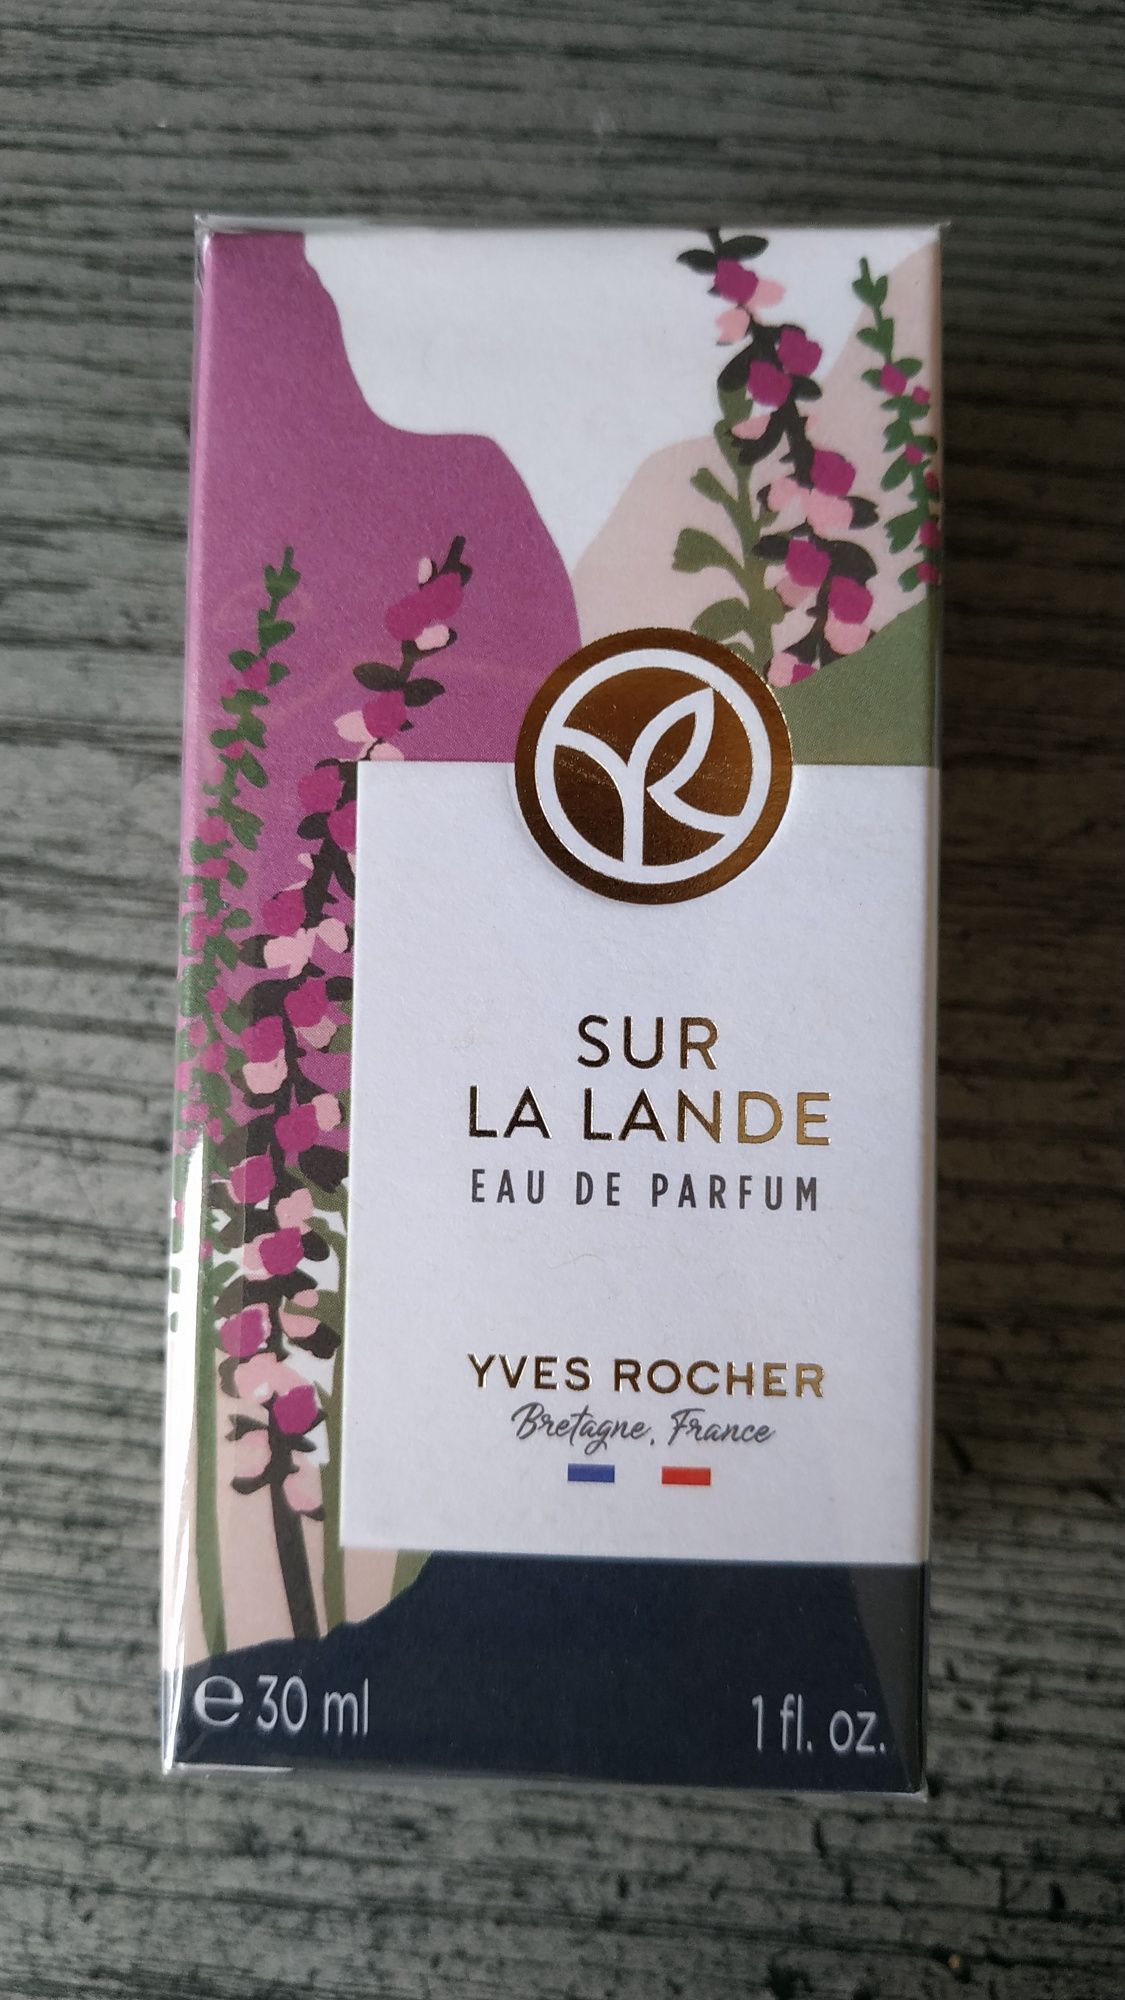 SUR
LA LANDE
EAU DE PARFUM
YVES ROCHER
Bretagne, France
℮ 30 ml
1 fl. oz.